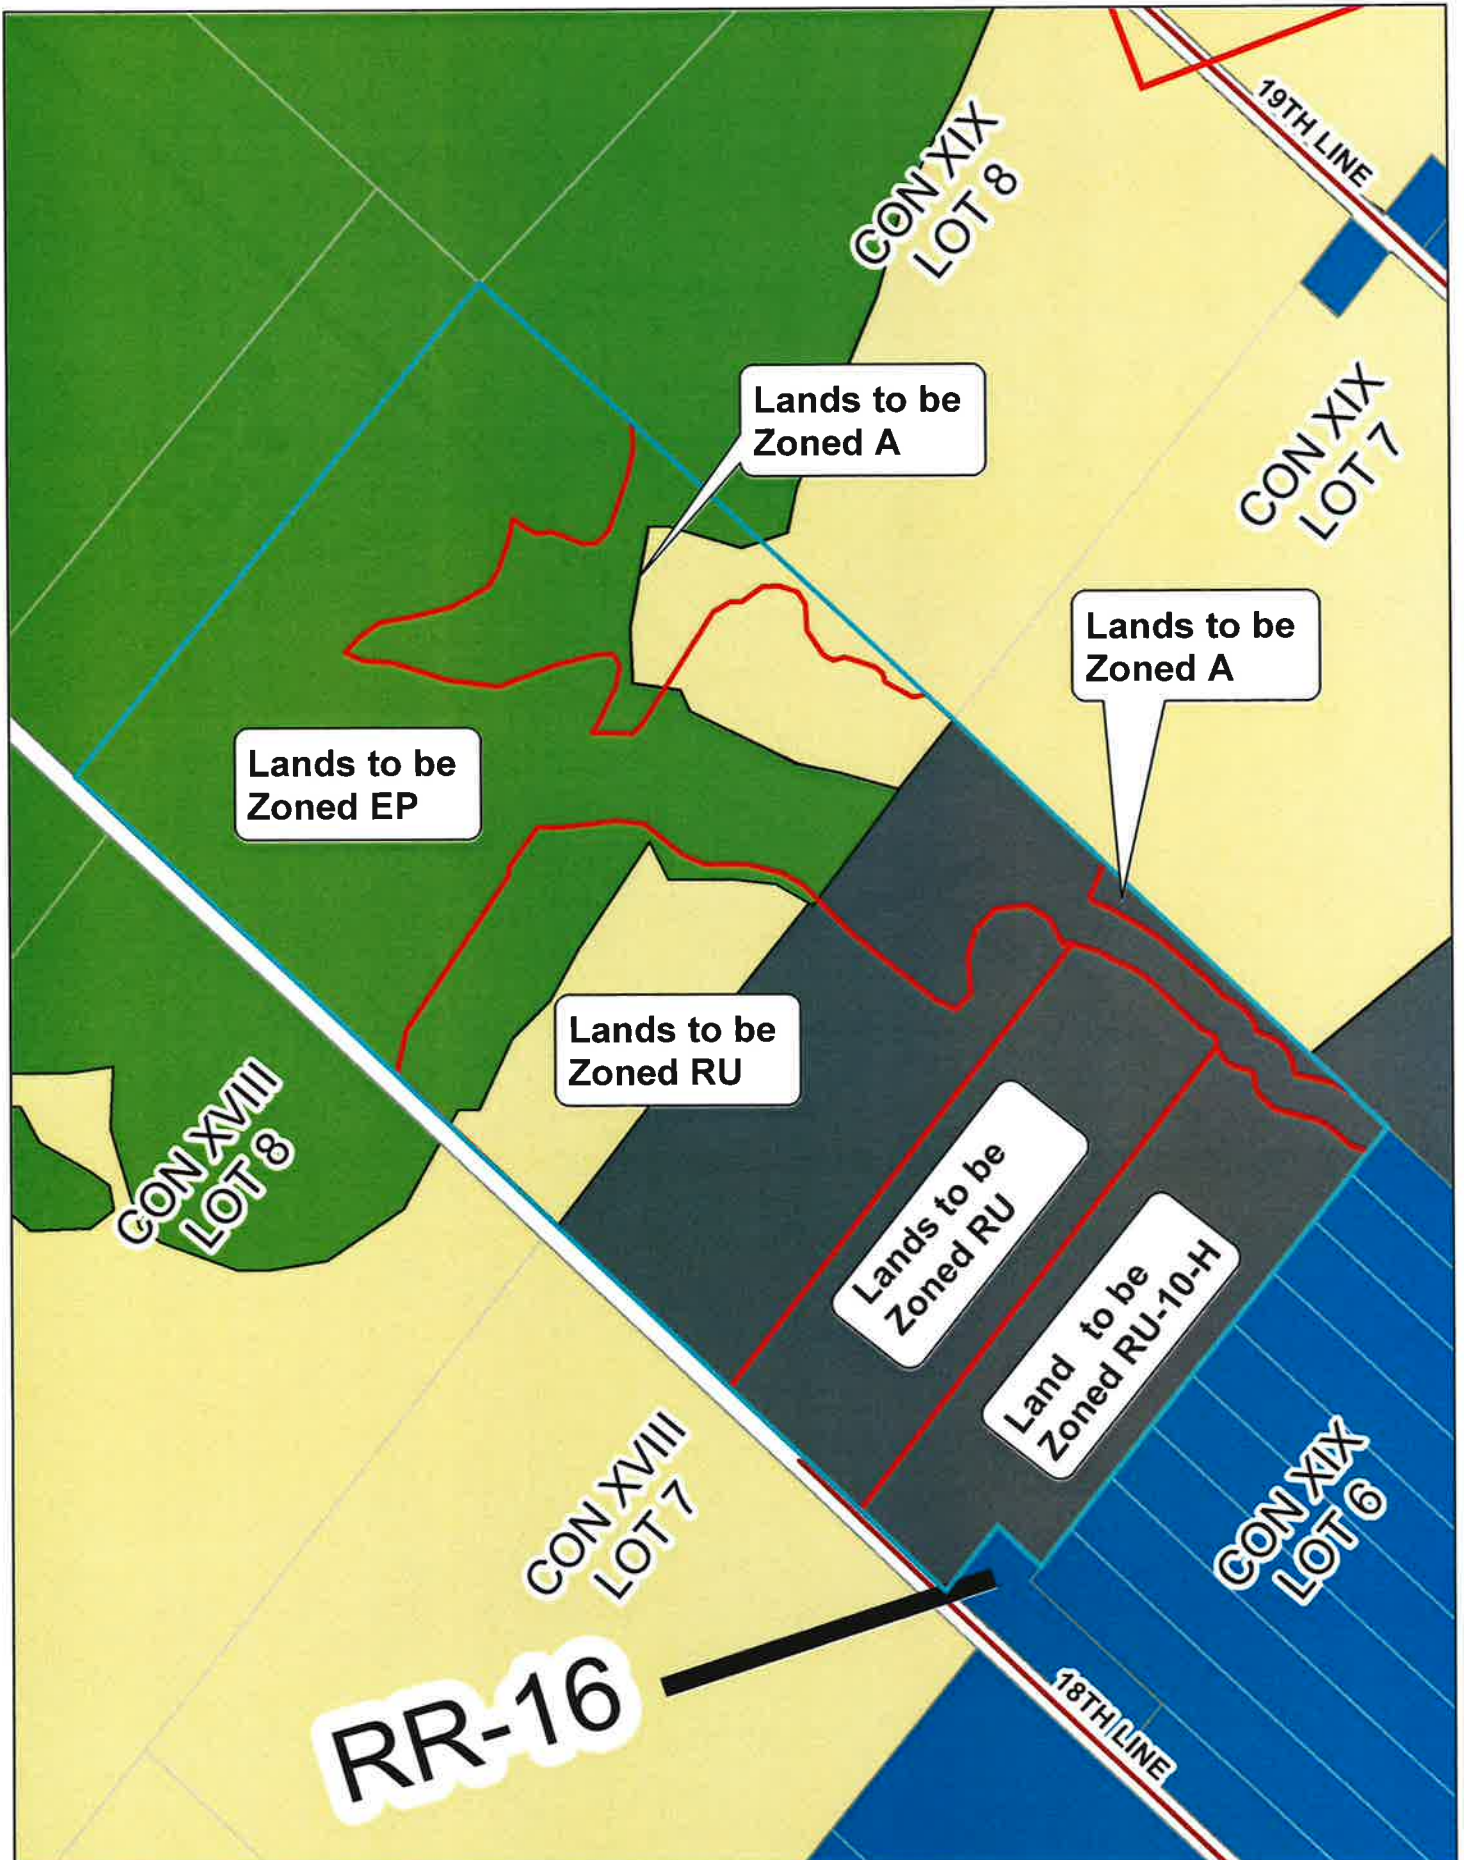 19TH LINE
CON XIX
LOT 8
Lands to be
Zoned A
CON XIX
LOT 7
Lands to be
Zoned A
Lands to be
Zoned EP
Lands to be
Zoned RU
CON XVIII
LOT 8
Lands to be
Zoned RU
Land to be
Zoned RU-10-H
CON XVIII
LOT 7
CON XIX
LOT 6
RR-16
18TH LINE